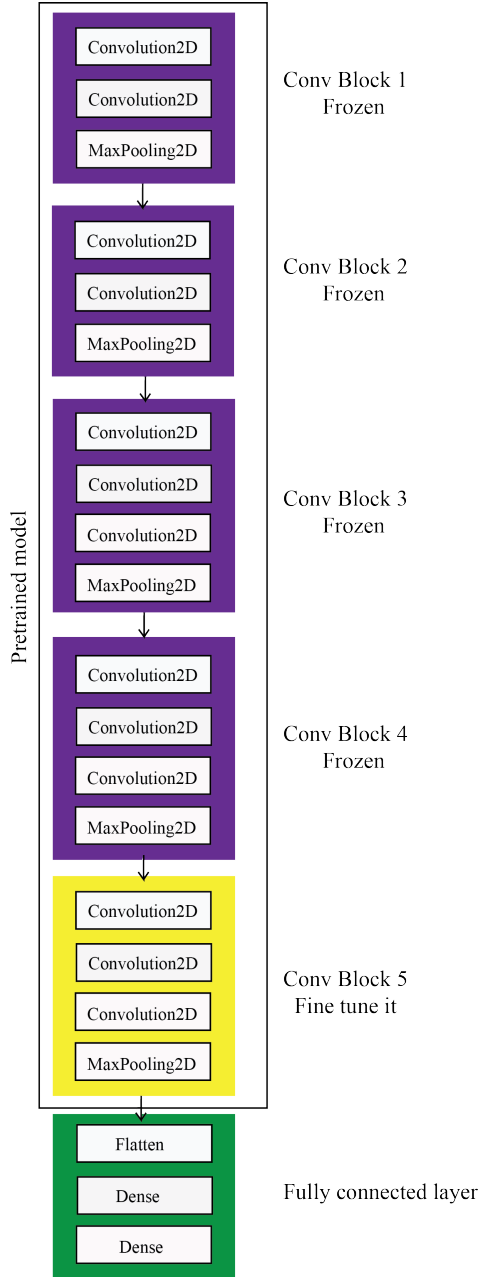 Convolution2D
Convolution2D
MaxPooling2D
Conv Block 1
Frozen
Convolution2D
Convolution2D
MaxPooling2D
Conv Block 2
Frozen
Convolution2D
Convolution2D
Convolution2D
MaxPooling2D
Conv Block 3
Frozen
Pretrained model
Convolution2D
Convolution2D
Convolution2D
MaxPooling2D
Conv Block 4
Frozen
Convolution2D
Convolution2D
Convolution2D
MaxPooling2D
Conv Block 5
Fine tune it
Flatten
Dense
Dense
Fully connected layer